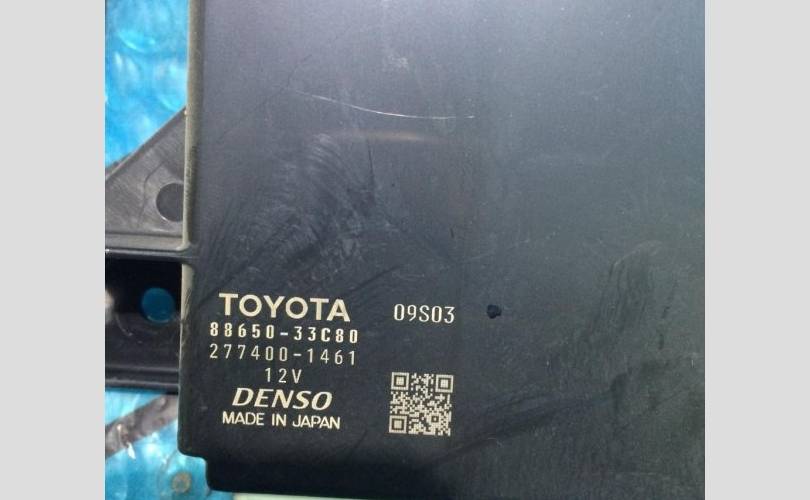 TOYOTA 09S03
88650-33C80
277400-1461
12V
DENSO
MADE IN JAPAN